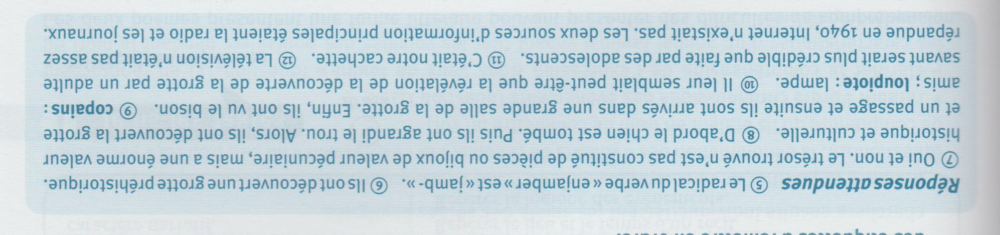 Réponses attendues ⑤ Le radical du verbe « enjamber » est « jamb- ». ⑥ Ils ont découvert une grotte préhistorique.
⑦ Oui et non. Le trésor trouvé n'est pas constitué de pièces ou bijoux de valeur pécuniaire, mais a une énorme valeur
historique et culturelle. ⑧ D'abord le chien est tombé. Puis ils ont agrandi le trou. Alors, ils ont découvert la grotte
et un passage et ensuite ils sont arrivés dans une grande salle de la grotte. Enfin, ils ont vu le bison. ⑨ copains :
amis ; loupiote : lampe. ⑩ Il leur semblait peut-être que la révélation de la découverte de la grotte par un adulte
savant serait plus crédible que faite par des adolescents. ⑪ C'était notre cachette. ⑫ La télévision n'était pas assez
répandue en 1940, Internet n'existait pas. Les deux sources d'information principales étaient la radio et les journaux.